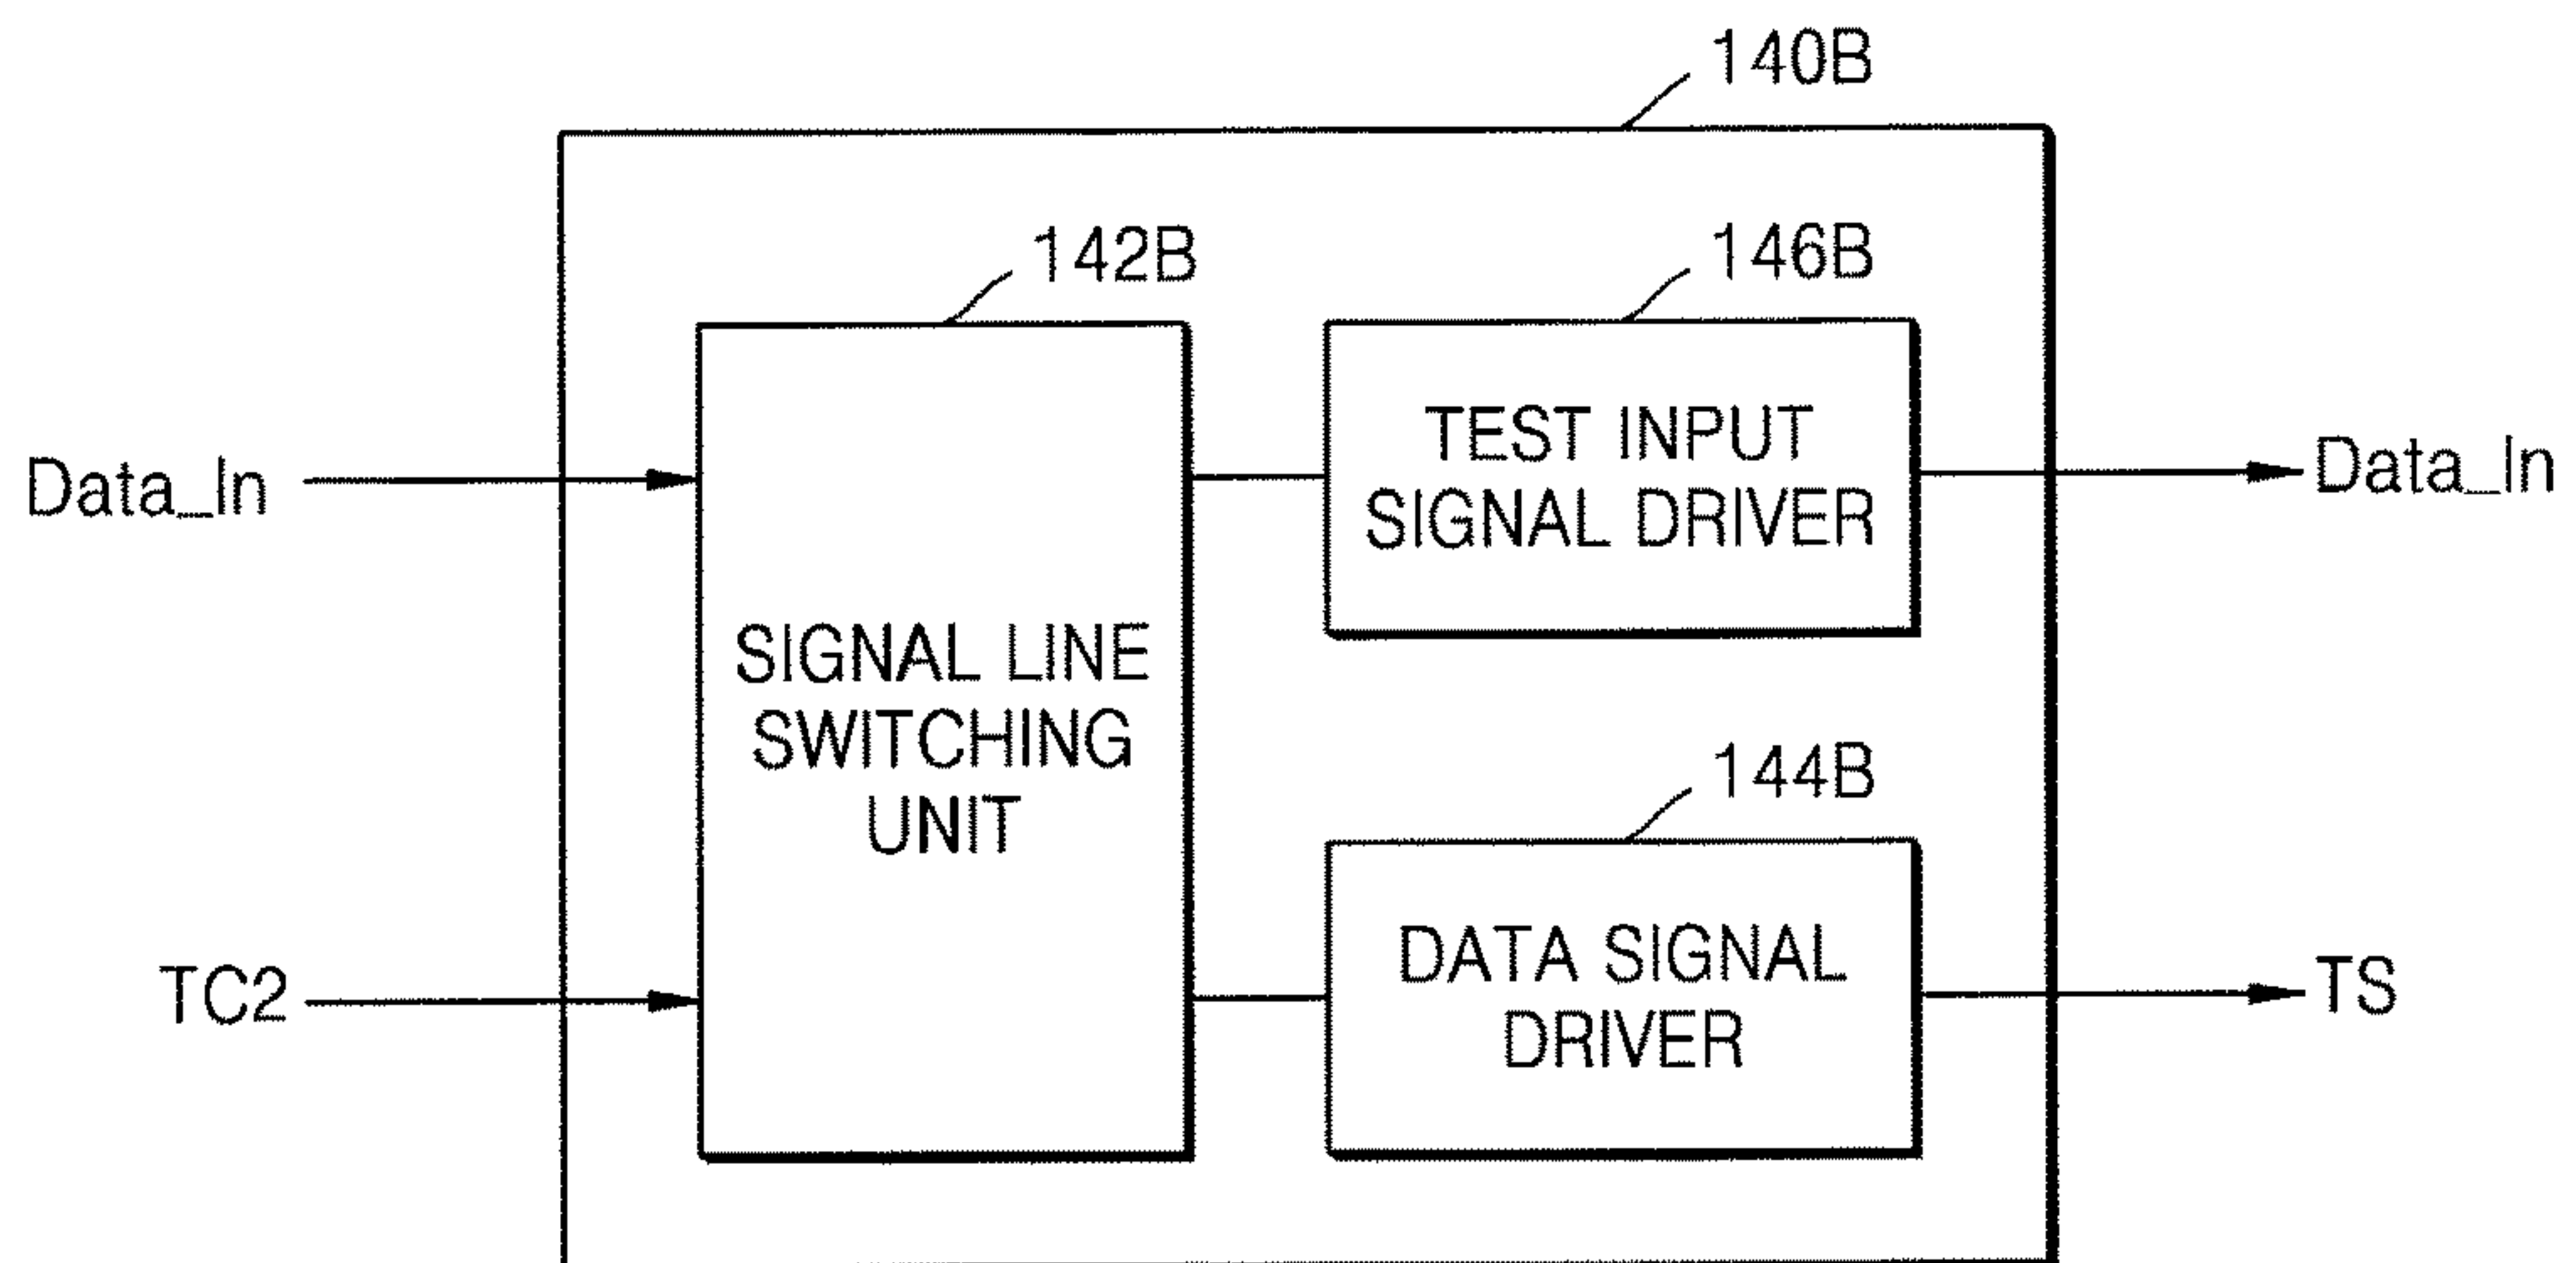 140B
142B
146B
Data_In
TEST INPUT
SIGNAL DRIVER
Data_In
SIGNAL LINE
SWITCHING
UNIT
144B
TC2
DATA SIGNAL
DRIVER
TS